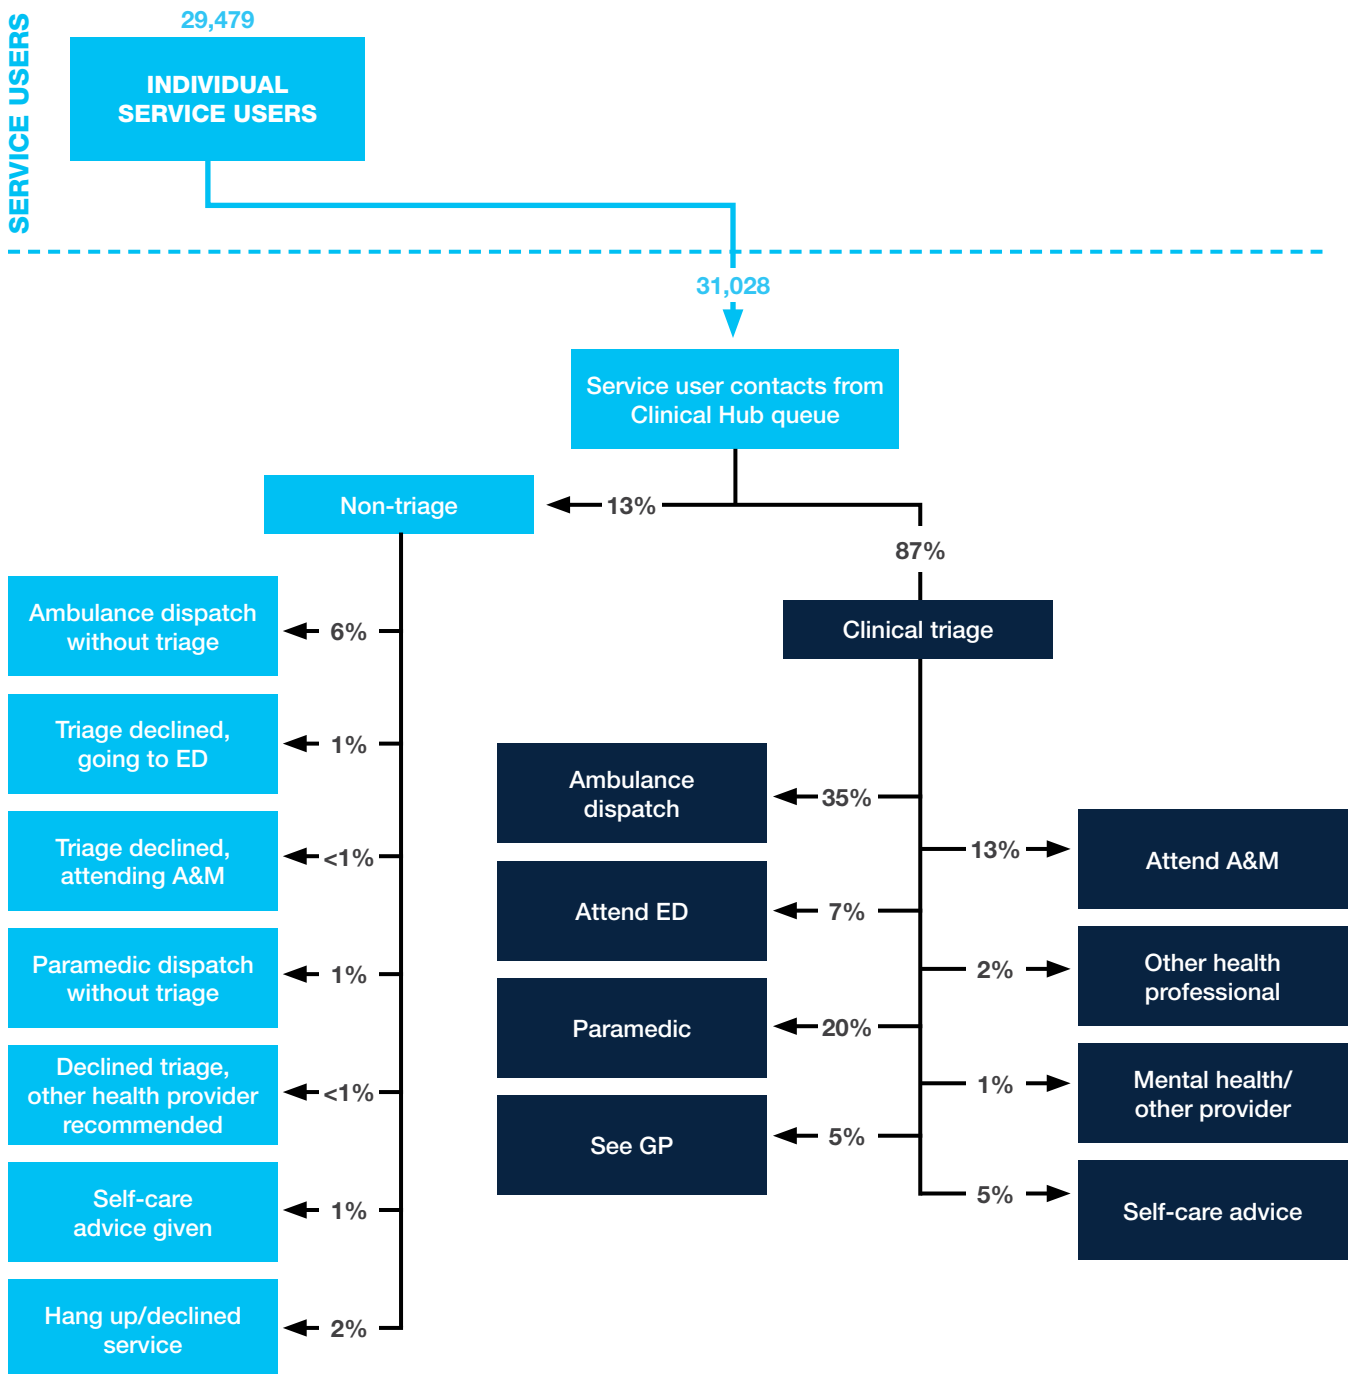 SERVICE USERS
29,479
INDIVIDUAL
SERVICE USERS
31,028
Service user contacts from
Clinical Hub queue
Non-triage
13%
87%
Clinical triage
Ambulance dispatch
without triage
6%
Triage declined,
going to ED
1%
Triage declined,
attending A&M
<1%
Paramedic dispatch
without triage
1%
Declined triage,
other health provider
recommended
<1%
Self-care
advice given
1%
Hang up/declined
service
2%
Ambulance
dispatch
35%
Attend ED
7%
Paramedic
20%
See GP
5%
13%
Attend A&M
2%
Other health
professional
1%
Mental health/
other provider
5%
Self-care advice